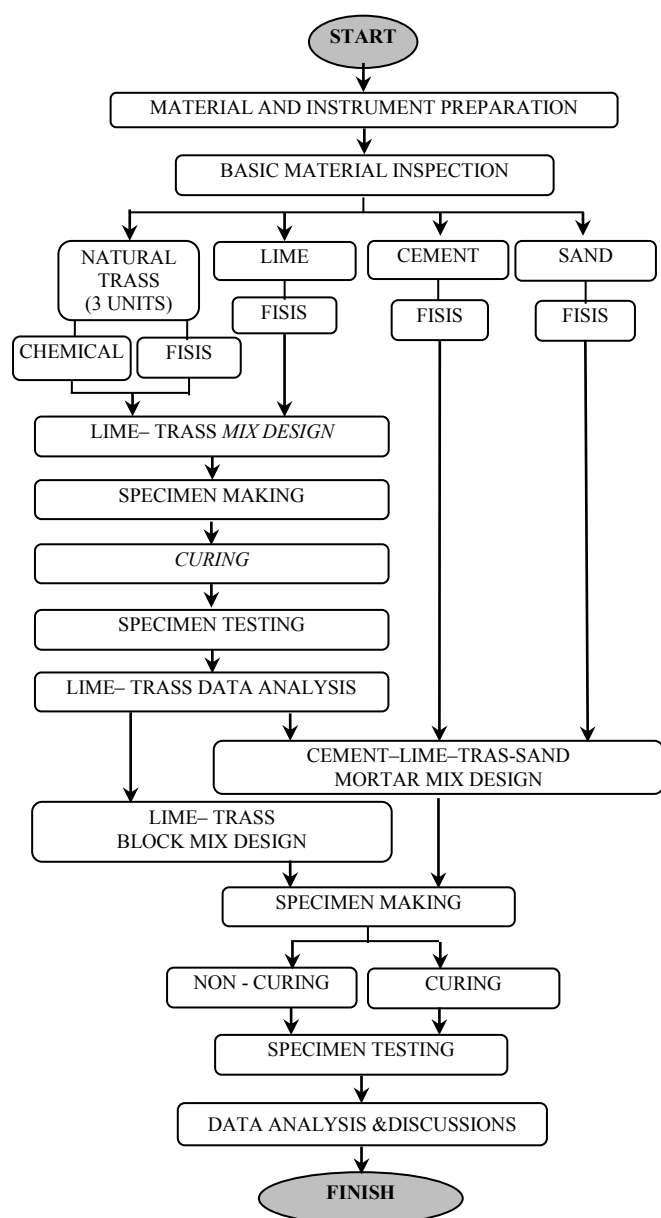 START
MATERIAL AND INSTRUMENT PREPARATION
BASIC MATERIAL INSPECTION
NATURAL
TRASS
(3 UNITS)
LIME
CEMENT
SAND
FISIS
FISIS
FISIS
CHEMICAL
FISIS
LIME– TRASS MIX DESIGN
SPECIMEN MAKING
CURING
SPECIMEN TESTING
LIME– TRASS DATA ANALYSIS
CEMENT–LIME–TRAS-SAND
MORTAR MIX DESIGN
LIME– TRASS
BLOCK MIX DESIGN
SPECIMEN MAKING
NON - CURING
CURING
SPECIMEN TESTING
DATA ANALYSIS &DISCUSSIONS
FINISH